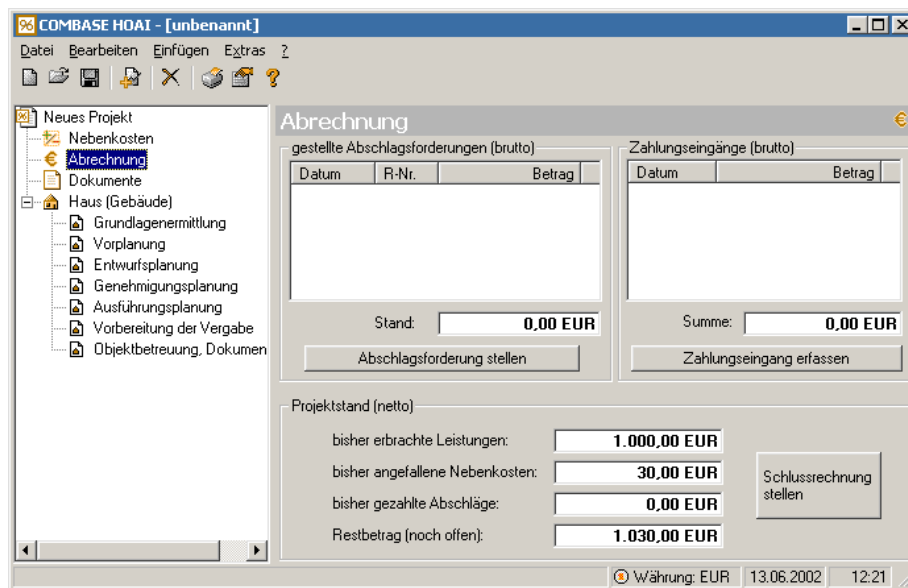 COMBASE HOAI - [unbenannt]
Datei Bearbeiten Einfügen Extras ?
Neues Projekt
Nebenkosten
Abrechnung
Dokumente
Haus (Gebäude)
Grundlagenermittlung
Vorplanung
Entwurfsplanung
Genehmigungsplanung
Ausführungsplanung
Vorbereitung der Vergabe
Objektbetreuung, Dokumen
Abrechnung
gestellte Abschlagsforderungen (brutto)
Datum R-Nr. Betrag
Stand: 0,00 EUR
Abschlagsforderung stellen
Zahlungseingänge (brutto)
Datum Betrag
Summe: 0,00 EUR
Zahlungseingang erfassen
Projektstand (netto)
bisher erbrachte Leistungen: 1.000,00 EUR
bisher angefallene Nebenkosten: 30,00 EUR
bisher gezahlte Abschläge: 0,00 EUR
Restbetrag (noch offen): 1.030,00 EUR
Schlussrechnung
stellen
Währung: EUR 13.06.2002 12:21